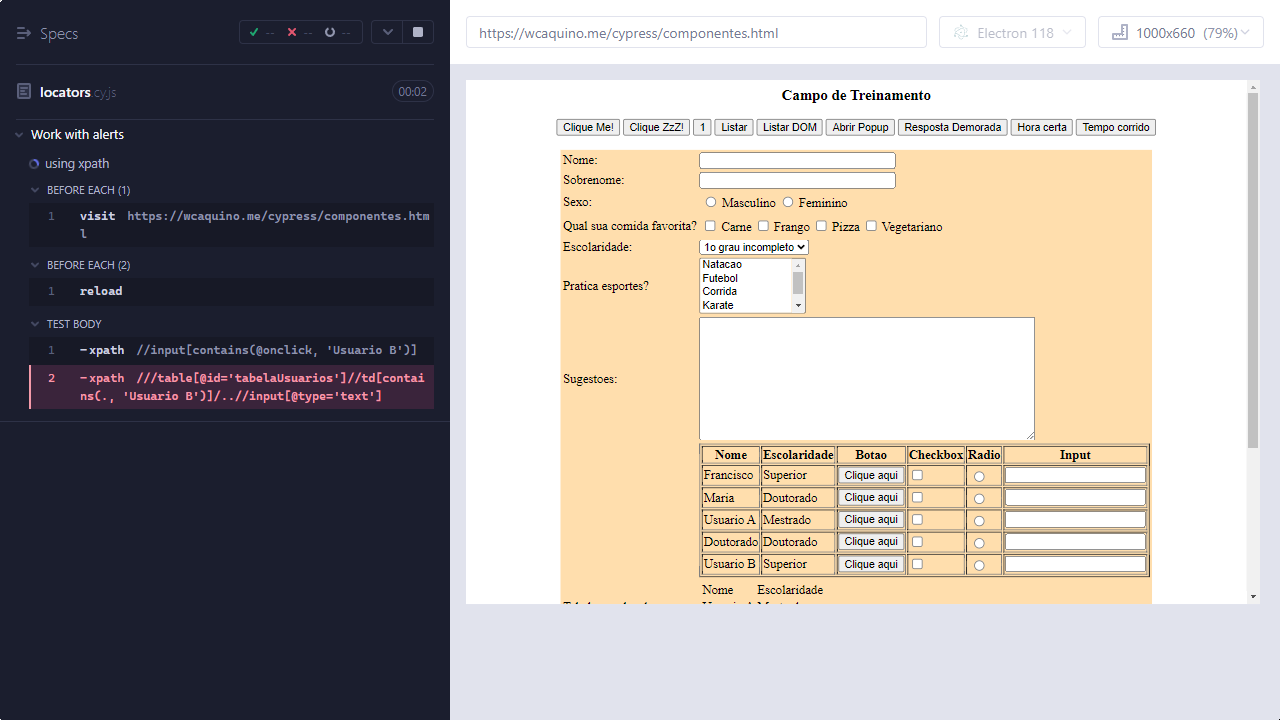 Specs
-- -- --
https://wcaquino.me/cypress/componentes.html
Electron 118
1000x660 (79%)
locators.cy.js
00:02
Work with alerts
using xpath
BEFORE EACH (1)
1 visit https://wcaquino.me/cypress/componentes.htm
l
BEFORE EACH (2)
1 reload
TEST BODY
1 -xpath //input[contains(@onclick, 'Usuario B')]
2 -xpath ///table[@id='tabelaUsuarios']//td[contai
ns(., 'Usuario B')]/..//input[@type='text']
Campo de Treinamento
Clique Me! Clique ZzZ! 1 Listar Listar DOM Abrir Popup Resposta Demorada Hora certa Tempo corrido
Nome:
Sobrenome:
Sexo: Masculino Feminino
Qual sua comida favorita? Carne Frango Pizza Vegetariano
Escolaridade: 1o grau incompleto
Pratica esportes?
Natacao
Futebol
Corrida
Karate
Sugestoes:
Nome Escolaridade Botao Checkbox Radio Input
Francisco Superior Clique aqui
Maria Doutorado Clique aqui
Usuario A Mestrado Clique aqui
Doutorado Doutorado Clique aqui
Usuario B Superior Clique aqui
Nome Escolaridade